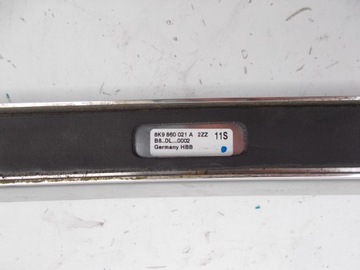 8K9 860 021 A 2ZZ 11S
B8..DL...0002
Germany HBB